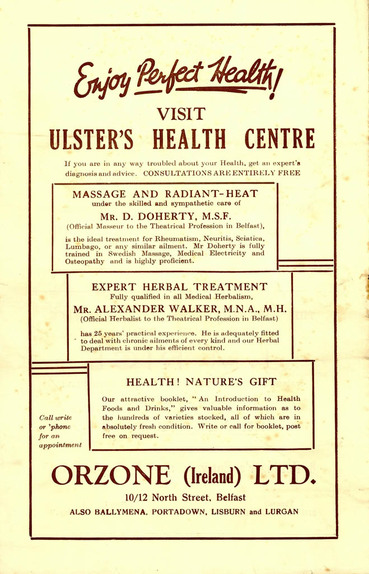 Enjoy Perfect Health!
VISIT
ULSTER'S HEALTH CENTRE
If you are in any way troubled about your Health, get an expert's
diagnosis and advice. CONSULTATIONS ARE ENTIRELY FREE
MASSAGE AND RADIANT-HEAT
under the skilled and sympathetic care of
MR. D. DOHERTY, M.S.F.
(Official Masseur to the Theatrical Profession in Belfast),
is the ideal treatment for Rheumatism, Neuritis, Sciatica,
Lumbago, or any similar ailment. Mr Doherty is fully
trained in Swedish Massage, Medical Electricity and
Osteopathy and is highly proficient.
EXPERT HERBAL TREATMENT
Fully qualified in all Medical Herbalism,
MR. ALEXANDER WALKER, M.N.A., M.H.
(Official Herbalist to the Theatrical Profession in Belfast)
has 25 years' practical experience. He is adequately fitted
to deal with chronic ailments of every kind and our Herbal
Department is under his efficient control.
HEALTH! NATURE'S GIFT
Our attractive booklet, "An Introduction to Health
Foods and Drinks," gives valuable information as to
the hundreds of varieties stocked, all of which are in
absolutely fresh condition. Write or call for booklet, post
free on request.
Call write
or 'phone
for an
appointment
ORZONE (Ireland) LTD.
10/12 North Street, Belfast
ALSO BALLYMENA, PORTADOWN, LISBURN and LURGAN